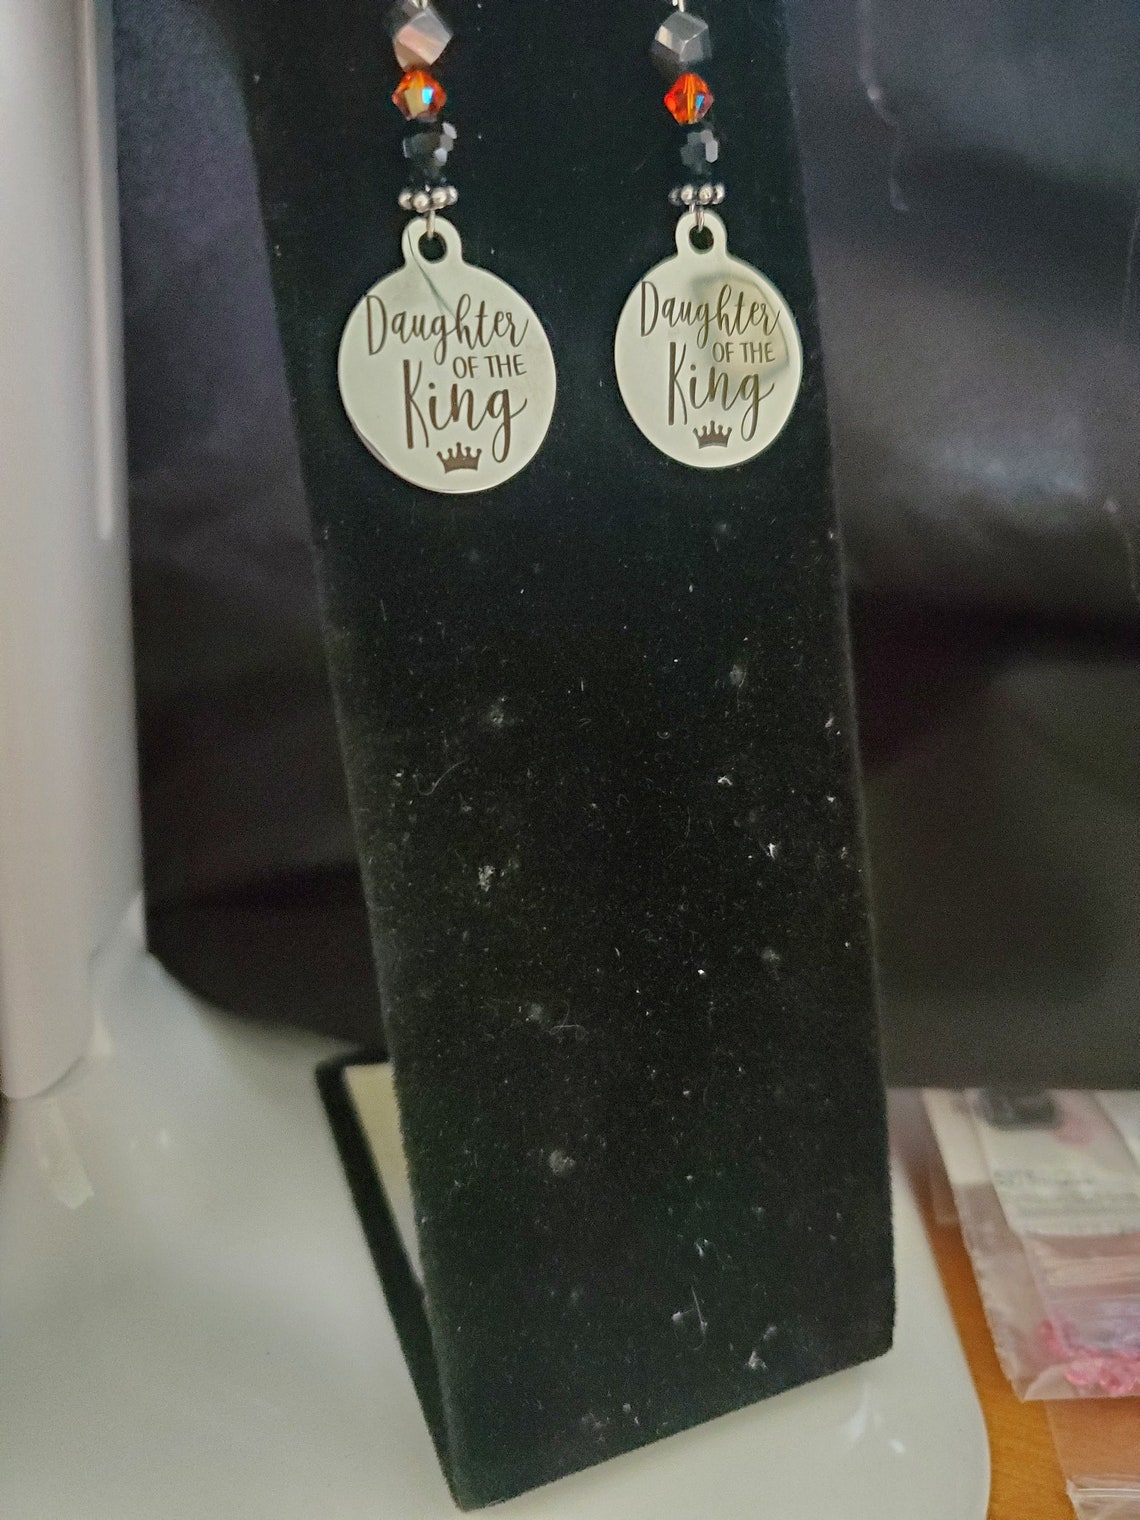 Daughter
OF THE
King
Daughter
OF THE
King